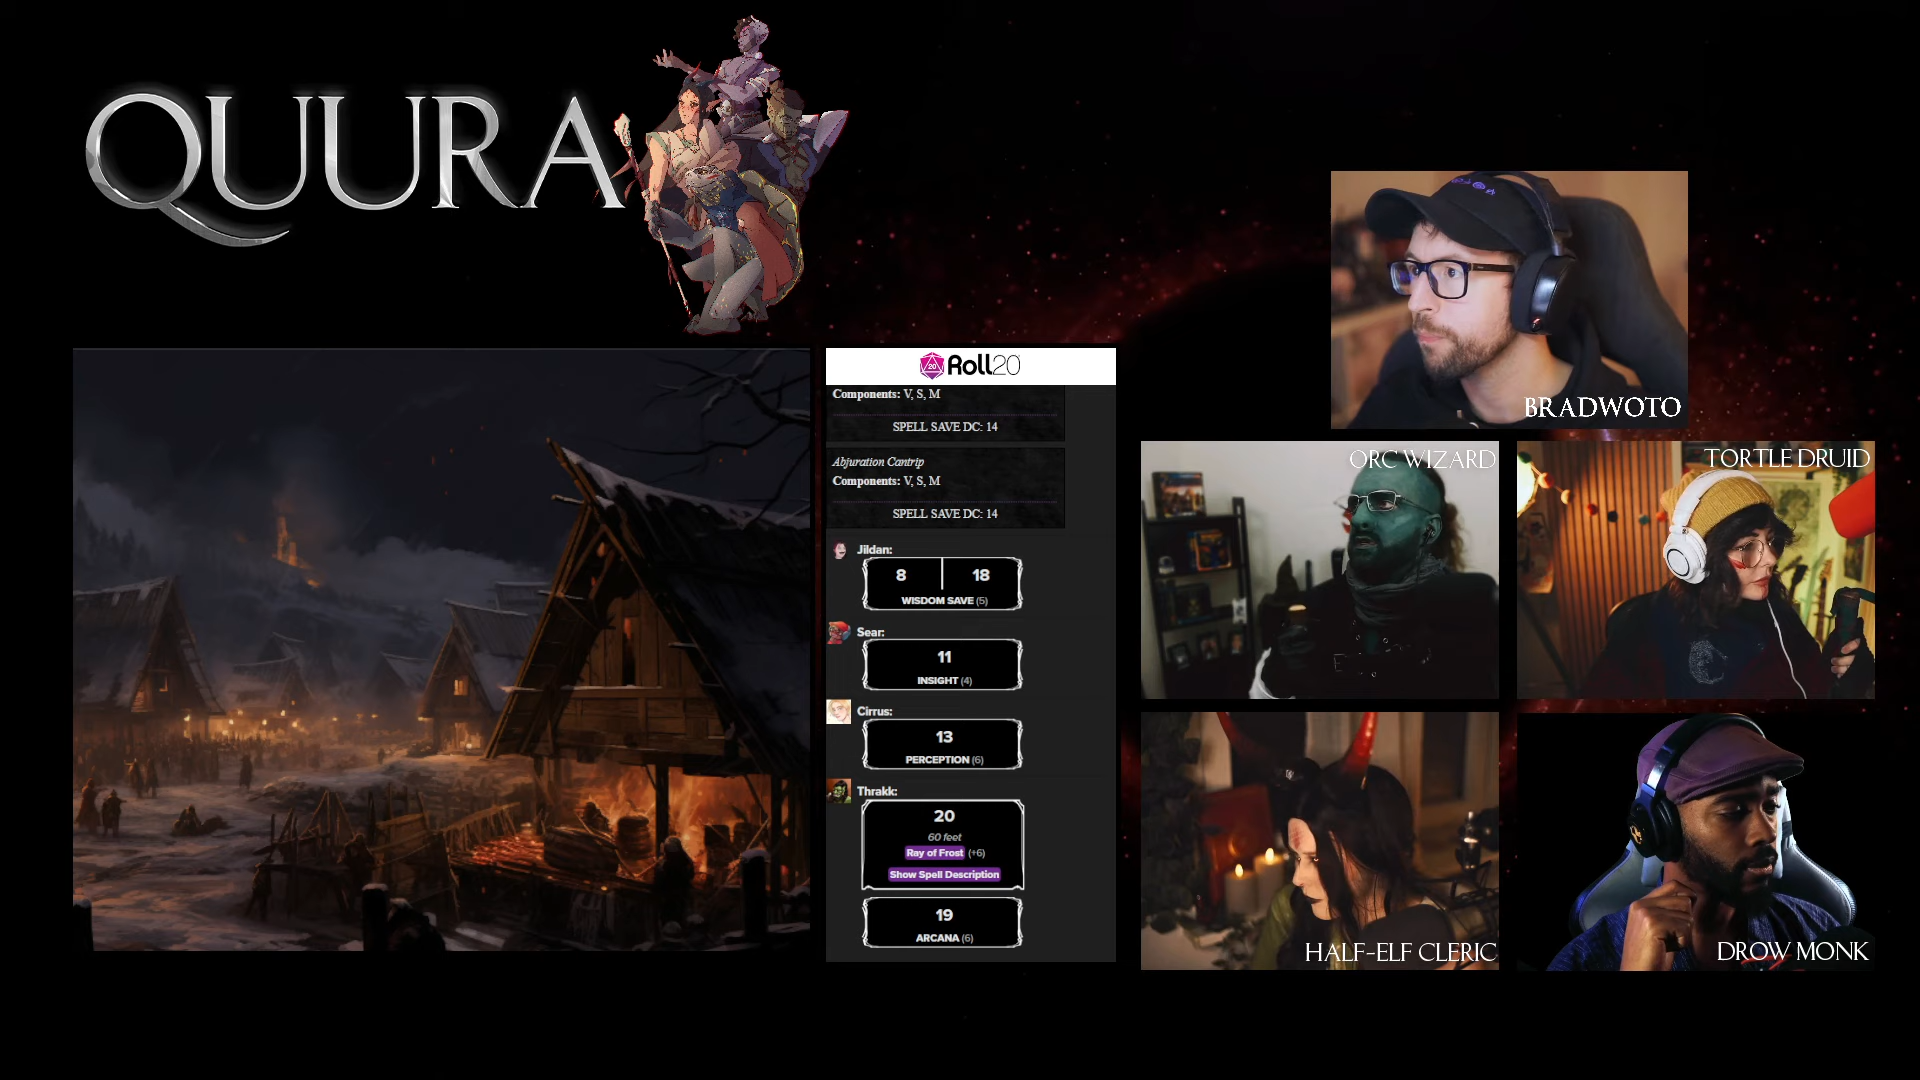 QUURA
BRADWOTO
20 Roll20
Components: V, S, M
SPELL SAVE DC: 14
Abjuration Cantrip
Components: V, S, M
SPELL SAVE DC: 14
Jildan:
8 18
WISDOM SAVE (5)
Sear:
11
INSIGHT (4)
Cirrus:
13
PERCEPTION (6)
Thrakk:
20
60 feet
Ray of Frost (+6)
Show Spell Description
19
ARCANA (6)
ORC WIZARD
TORTLE DRUID
HALF-ELF CLERIC
DROW MONK